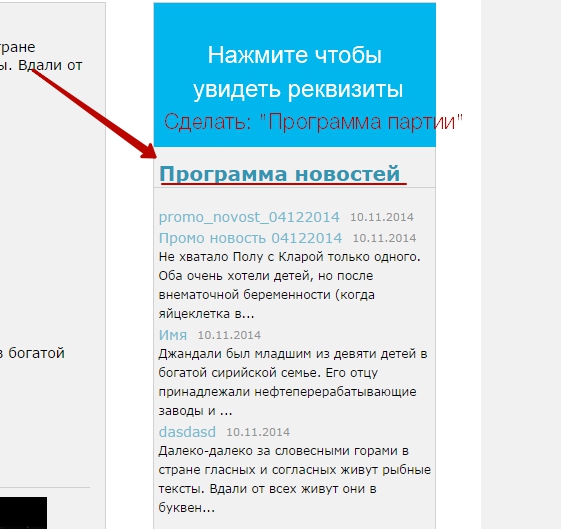 тране
ы. Вдали от
в богатой
Нажмите чтобы
увидеть реквизиты
Сделать: "Программа партии"
Программа новостей
promo_novost_04122014 10.11.2014
Промо новость 04122014 10.11.2014
Не хватало Полу с Кларой только одного.
Оба очень хотели детей, но после
внематочной беременности (когда
яйцеклетка в...
Имя 10.11.2014
Джандали был младшим из девяти детей в
богатой сирийской семье. Его отцу
принадлежали нефтеперерабатывающие
заводы и ...
dasdasd 10.11.2014
Далеко-далеко за словесными горами в
стране гласных и согласных живут рыбные
тексты. Вдали от всех живут они в
буквен...